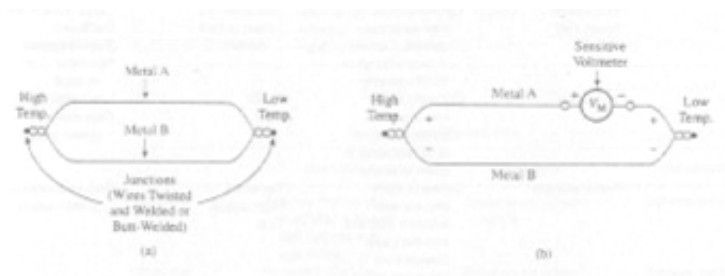 Metal A
High
Temp.
Low
Temp.
Metal B
Junctions
(Wires Twisted
and Welded or
Butt-Welded)
(a)
Sensitive
Voltmeter
High
Temp.
Metal A
+
VM
−
Low
Temp.
+
−
+
−
Metal B
(b)